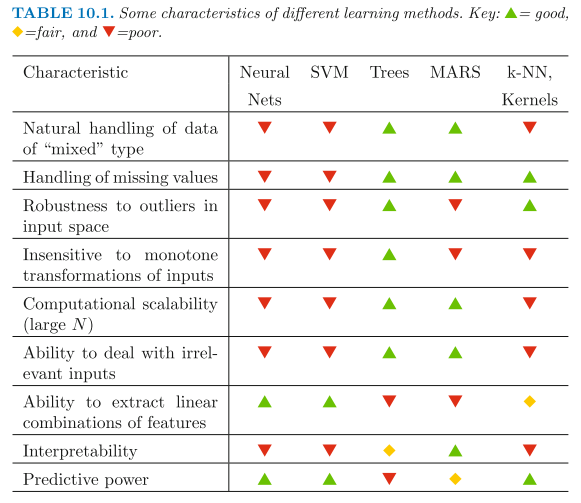 TABLE 10.1. Some characteristics of different learning methods. Key: ▲= good,
◆=fair, and ▼=poor.
Characteristic Neural SVM Trees MARS k-NN,
Nets Kernels
Natural handling of data ▼ ▼ ▲ ▲ ▼
of “mixed” type
Handling of missing values ▼ ▼ ▲ ▲ ▲
Robustness to outliers in ▼ ▼ ▲ ▼ ▲
input space
Insensitive to monotone ▼ ▼ ▲ ▼ ▼
transformations of inputs
Computational scalability ▼ ▼ ▲ ▲ ▼
(large N)
Ability to deal with irrel- ▼ ▼ ▲ ▲ ▼
evant inputs
Ability to extract linear ▲ ▲ ▼ ▼ ◆
combinations of features
Interpretability ▼ ▼ ◆ ▲ ▼
Predictive power ▲ ▲ ▼ ◆ ▲